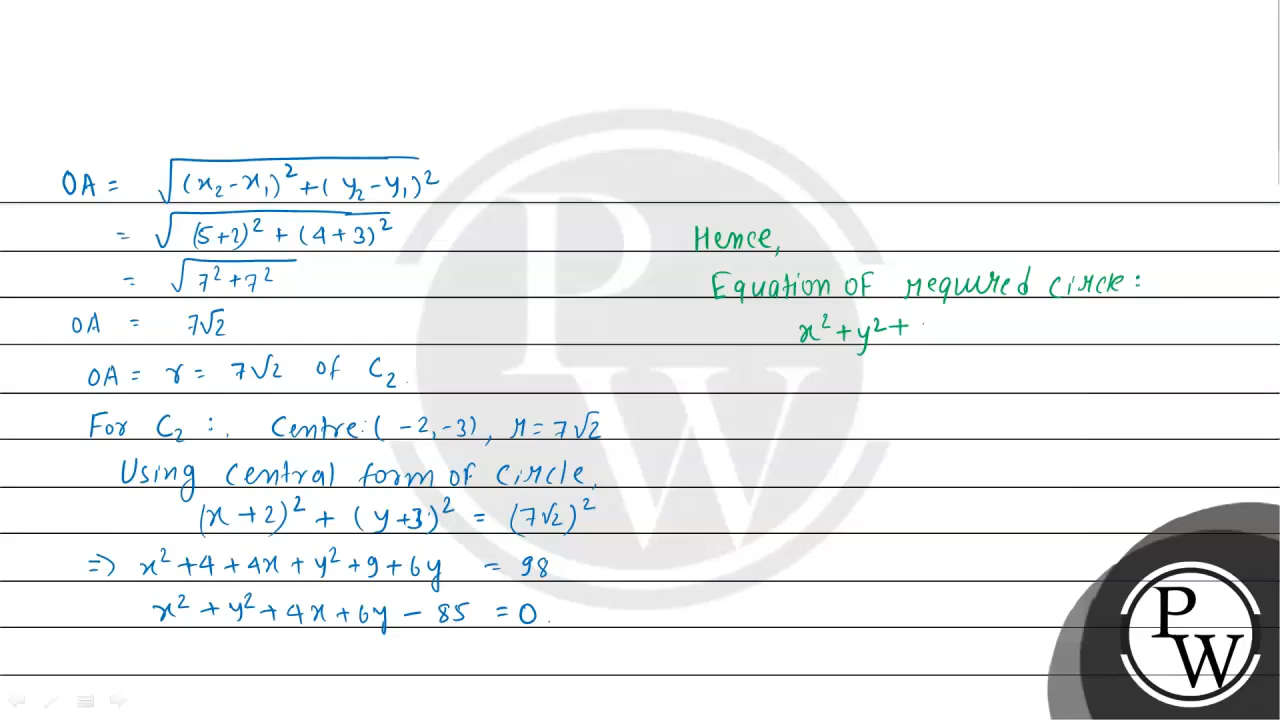 OA = √(x₂-x₁)² + (y₂-y₁)²
= √(5+2)² + (4+3)²
= √7² + 7²
OA = 7√2
OA = r = 7√2 of C₂.
For C₂ :. Centre:(-2,-3), r = 7√2
Using central form of circle,
(x+2)² + (y+3)² = (7√2)²
=> x² + 4 + 4x + y² + 9 + 6y = 98
x² + y² + 4x + 6y - 85 = 0.
Hence,
Equation of required circle:
x² + y² +
PW
PW